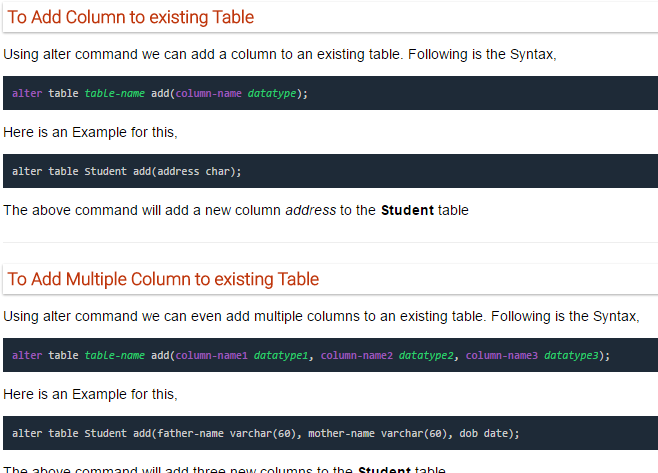 To Add Column to existing Table
Using alter command we can add a column to an existing table. Following is the Syntax,
alter table table-name add(column-name datatype);
Here is an Example for this,
alter table Student add(address char);
The above command will add a new column address to the Student table
To Add Multiple Column to existing Table
Using alter command we can even add multiple columns to an existing table. Following is the Syntax,
alter table table-name add(column-name1 datatype1, column-name2 datatype2, column-name3 datatype3);
Here is an Example for this,
alter table Student add(father-name varchar(60), mother-name varchar(60), dob date);
The above command will add three new columns to the Student table